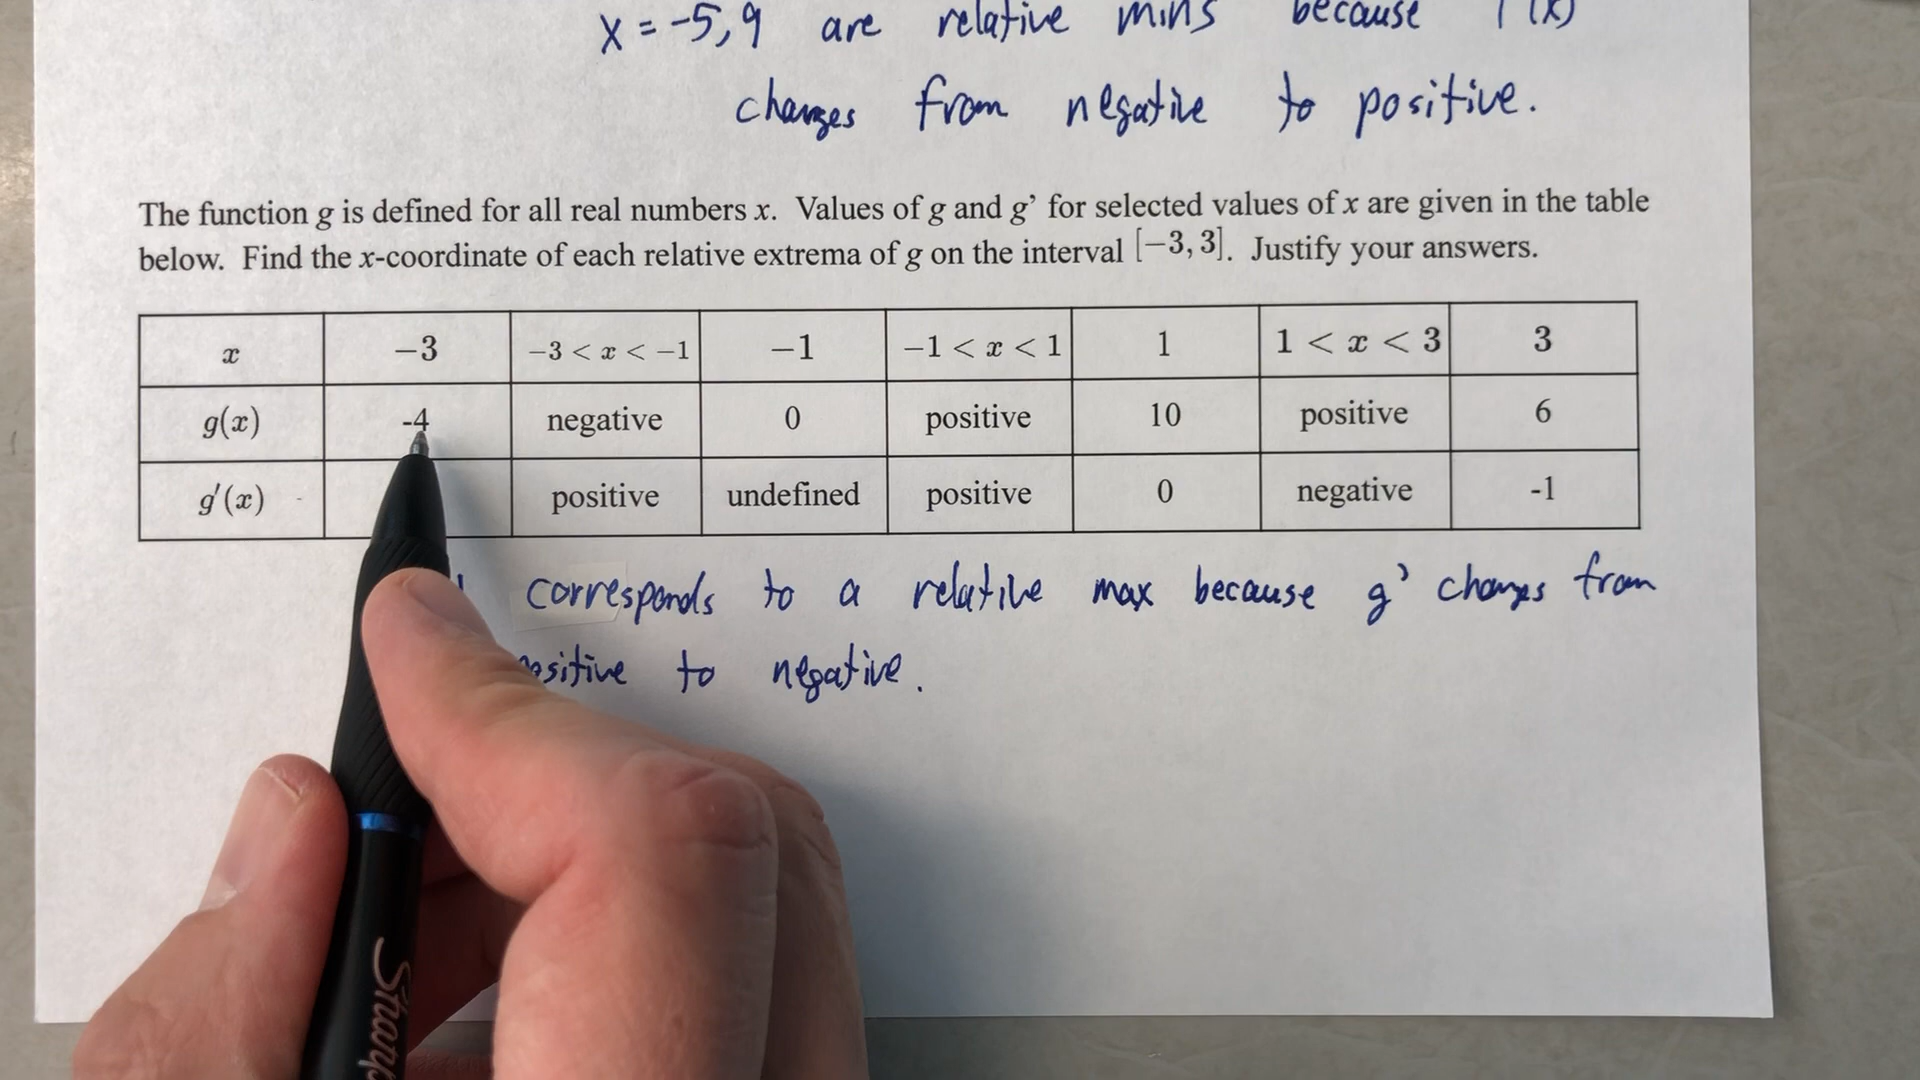 x = -5, 9 are relative mins because (x)
changes from negative to positive.
The function g is defined for all real numbers x. Values of g and g' for selected values of x are given in the table
below. Find the x-coordinate of each relative extrema of g on the interval [−3, 3]. Justify your answers.
x −3 −3 < x < −1 −1 −1 < x < 1 1 1 < x < 3 3
g(x) -4 negative 0 positive 10 positive 6
g′(x) positive undefined positive 0 negative -1
corresponds to a relative max because g' changes from
to negative.